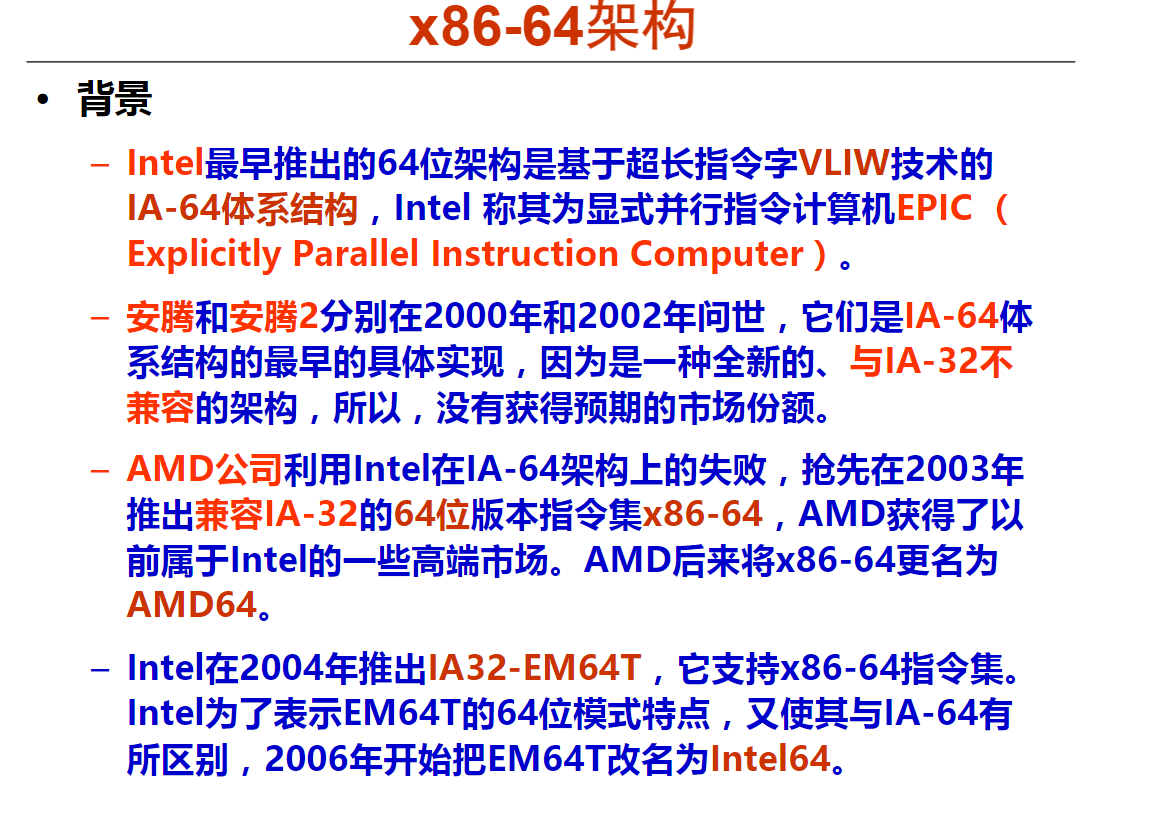 x86-64架构
• 背景
– Intel最早推出的64位架构是基于超长指令字VLIW技术的
IA-64体系结构，Intel 称其为显式并行指令计算机EPIC（
Explicitly Parallel Instruction Computer）。
– 安腾和安腾2分别在2000年和2002年问世，它们是IA-64体
系结构的最早的具体实现，因为是一种全新的、与IA-32不
兼容的架构，所以，没有获得预期的市场份额。
– AMD公司利用Intel在IA-64架构上的失败，抢先在2003年
推出兼容IA-32的64位版本指令集x86-64，AMD获得了以
前属于Intel的一些高端市场。AMD后来将x86-64更名为
AMD64。
– Intel在2004年推出IA32-EM64T，它支持x86-64指令集。
Intel为了表示EM64T的64位模式特点，又使其与IA-64有
所区别，2006年开始把EM64T改名为Intel64。